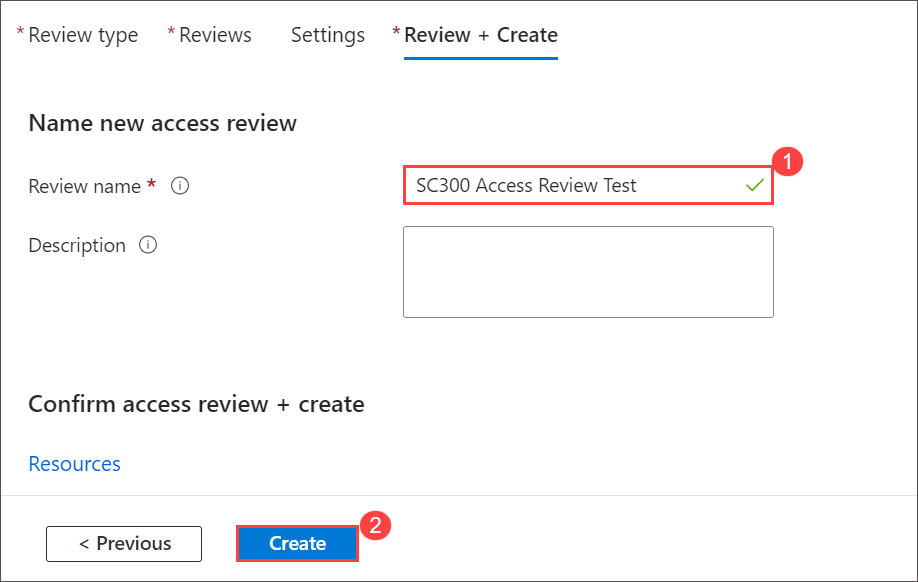 * Review type * Reviews Settings * Review + Create
Name new access review
1
Review name * SC300 Access Review Test
Description
Confirm access review + create
Resources
2
< Previous Create